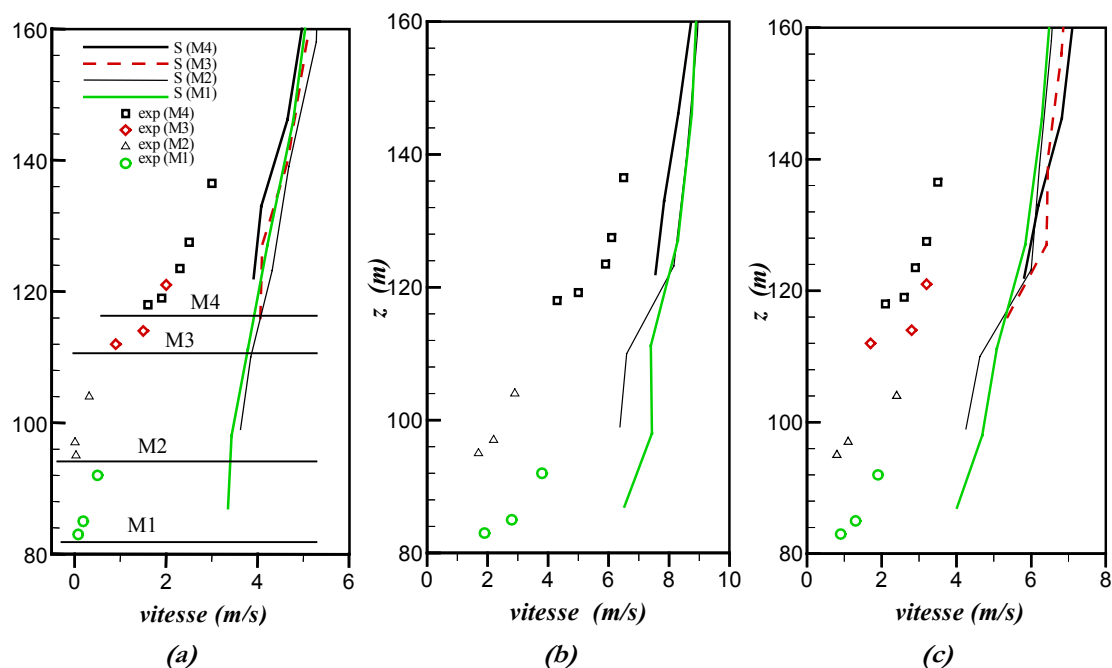 160
140
120
100
80
S (M4)
S (M3)
S (M2)
S (M1)
exp (M4)
exp (M3)
exp (M2)
exp (M1)
M4
M3
M2
M1
0 2 4 6
vitesse (m/s)
(a)
160
140
120
100
80
z (m)
0 2 4 6 8 10
vitesse (m/s)
(b)
160
140
120
100
80
z (m)
0 2 4 6 8
vitesse (m/s)
(c)